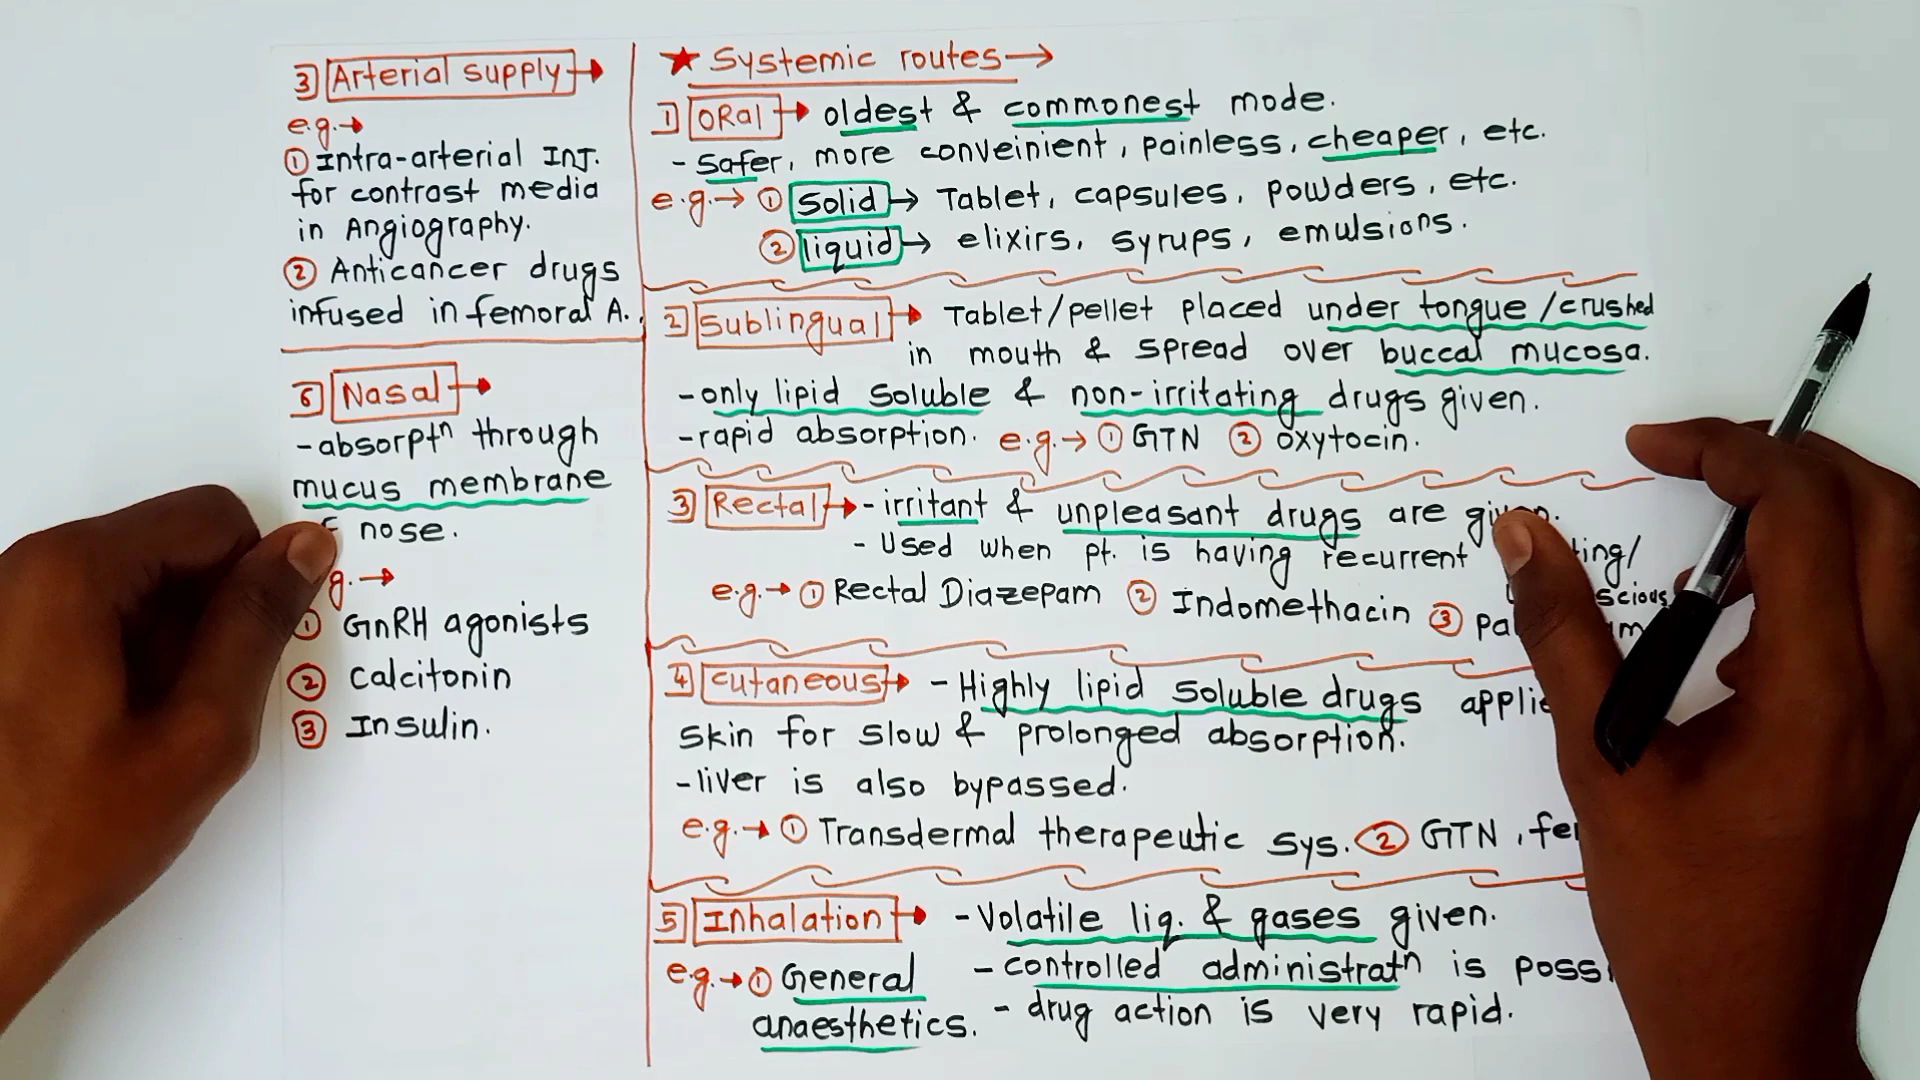 3 Arterial supply →
e.g. →
① Intra-arterial INJ.
for contrast media
in Angiography.
② Anticancer drugs
infused in femoral A.
6 Nasal →
- absorptⁿ through
mucus membrane
nose.
g. →
① GnRH agonists
② Calcitonin
③ Insulin.
★ Systemic routes →
1 ORal → oldest & commonest mode.
- Safer, more conveinient, painless, cheaper, etc.
e.g. → ① Solid → Tablet, capsules, powders, etc.
② liquid → elixirs, syrups, emulsions.
2 Sublingual → Tablet/pellet placed under tongue/crushed
in mouth & spread over buccal mucosa.
- only lipid soluble & non-irritating drugs given.
- rapid absorption. e.g. → ① GTN ② oxytocin.
3 Rectal → - irritant & unpleasant drugs are
- Used when pt. is having recurrent
e.g. → ① Rectal Diazepam ② Indomethacin ③
4 Cutaneous → - Highly lipid soluble drugs
skin for slow & prolonged absorption.
- liver is also bypassed.
e.g. → ① Transdermal therapeutic sys. ② GTN,
5 Inhalation → - Volatile liq. & gases given.
e.g. → ① General - controlled administratⁿ is
anaesthetics. - drug action is very rapid.